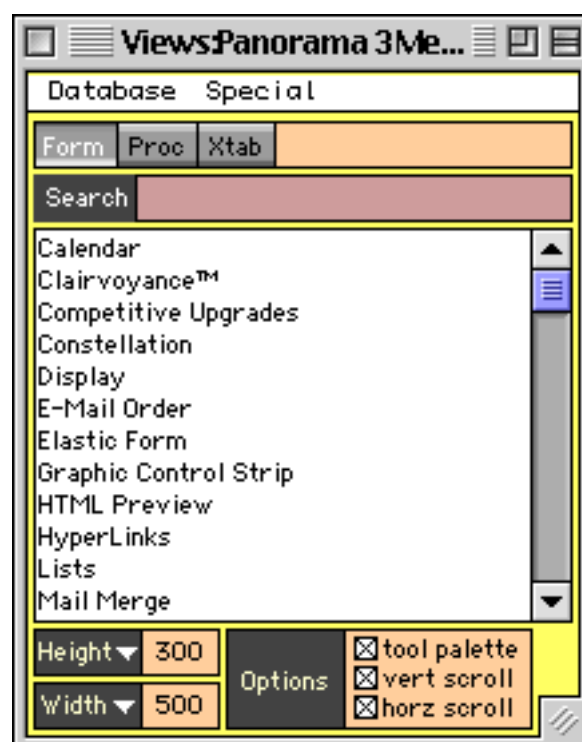 Views:Panorama 3Me...
Database Special
Form Proc Xtab
Search
Calendar
Clairvoyance™
Competitive Upgrades
Constellation
Display
E-Mail Order
Elastic Form
Graphic Control Strip
HTML Preview
HyperLinks
Lists
Mail Merge
Height 300
Width 500
Options
tool palette
vert scroll
horz scroll